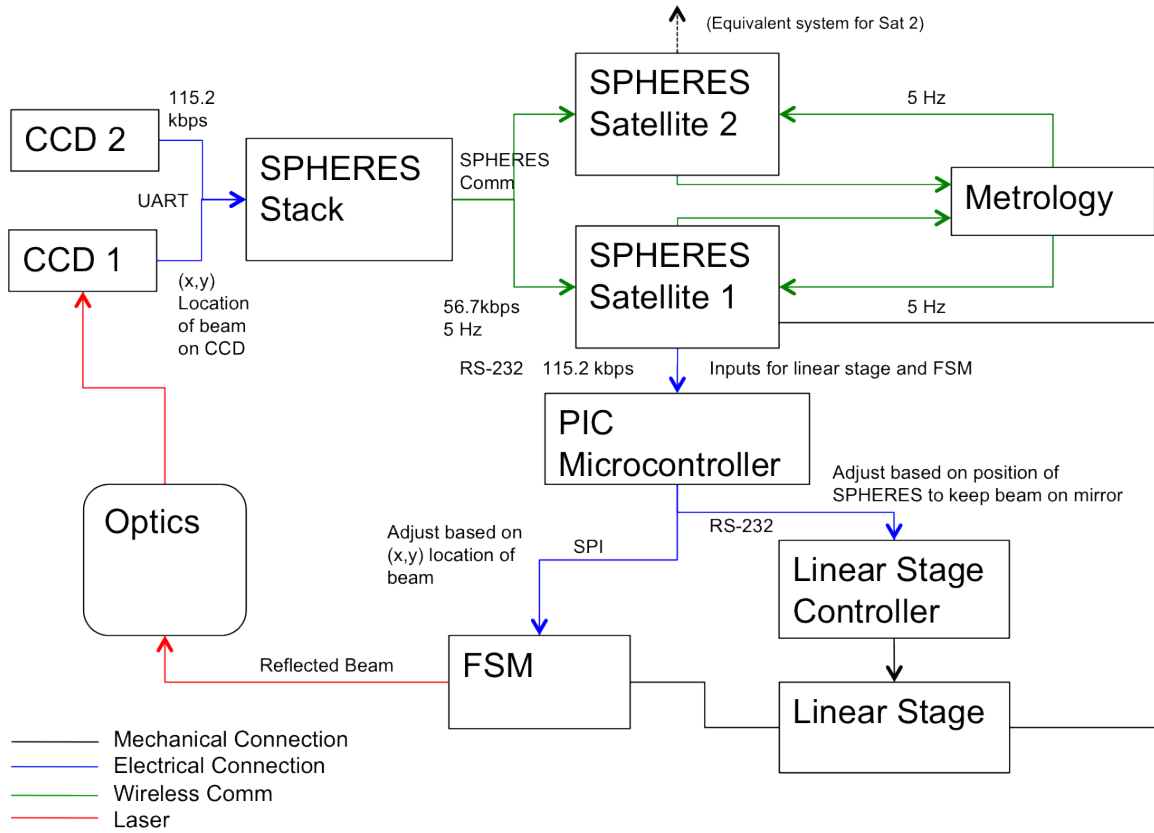 (Equivalent system for Sat 2)
115.2
kbps
CCD 2
SPHERES
Satellite 2
5 Hz
SPHERES
Stack
SPHERES
Comm
UART
Metrology
CCD 1
(x,y)
Location
of beam
on CCD
SPHERES
Satellite 1
56.7kbps
5 Hz
5 Hz
RS-232
115.2 kbps
Inputs for linear stage and FSM
PIC
Microcontroller
Adjust based on position of
SPHERES to keep beam on mirror
Optics
Adjust based on
(x,y) location of
beam
SPI
RS-232
Linear Stage
Controller
Reflected Beam
FSM
Linear Stage
Mechanical Connection
Electrical Connection
Wireless Comm
Laser